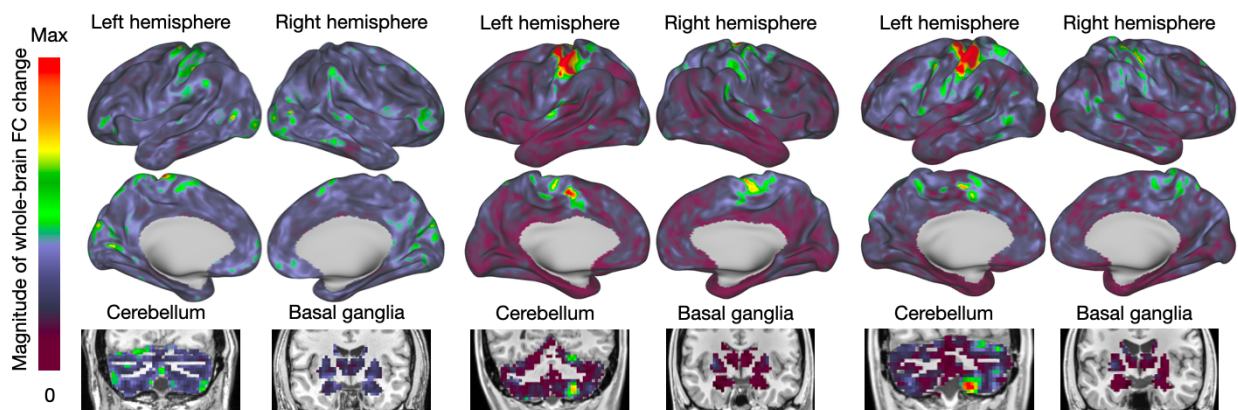 Max
Magnitude of whole-brain FC change
0
Left hemisphere Right hemisphere Left hemisphere Right hemisphere Left hemisphere Right hemisphere
Cerebellum Basal ganglia Cerebellum Basal ganglia Cerebellum Basal ganglia